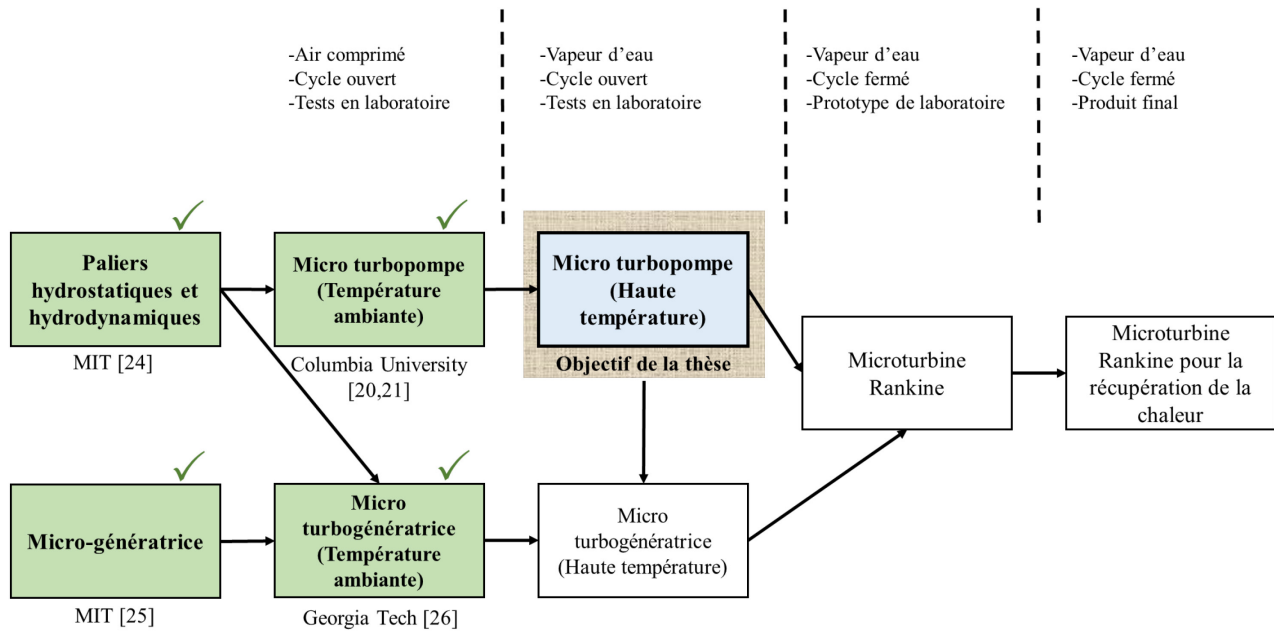 -Air comprimé
-Cycle ouvert
-Tests en laboratoire
-Vapeur d’eau
-Cycle ouvert
-Tests en laboratoire
-Vapeur d’eau
-Cycle fermé
-Prototype de laboratoire
-Vapeur d’eau
-Cycle fermé
-Produit final
Paliers
hydrostatiques et
hydrodynamiques
MIT [24]
Micro turbopompe
(Température
ambiante)
Columbia University
[20,21]
Micro turbopompe
(Haute
température)
Objectif de la thèse
Microturbine
Rankine
Microturbine
Rankine pour la
récupération de la
chaleur
Micro-génératrice
MIT [25]
Micro
turbogénératrice
(Température
ambiante)
Georgia Tech [26]
Micro
turbogénératrice
(Haute température)